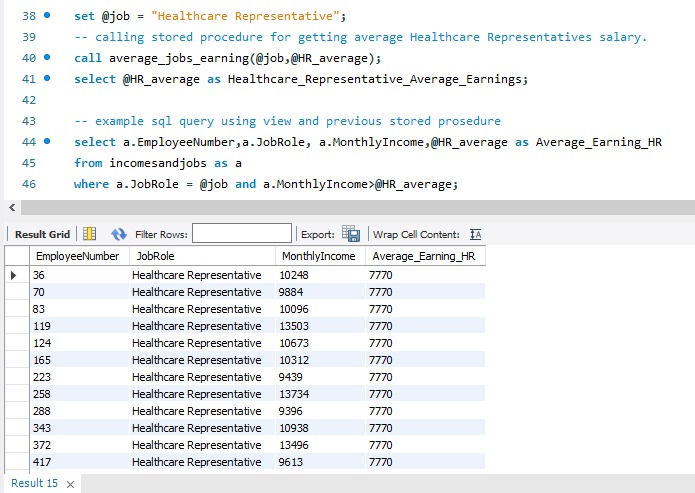 38 set @job = "Healthcare Representative";
39 -- calling stored procedure for getting average Healthcare Representatives salary.
40 call average_jobs_earning(@job,@HR_average);
41 select @HR_average as Healthcare_Representative_Average_Earnings;
42
43 -- example sql query using view and previous stored prosedure
44 select a.EmployeeNumber,a.JobRole, a.MonthlyIncome,@HR_average as Average_Earning_HR
45 from incomesandjobs as a
46 where a.JobRole = @job and a.MonthlyIncome>@HR_average;
Result Grid Filter Rows: Export: Wrap Cell Content: IA
EmployeeNumber JobRole MonthlyIncome Average_Earning_HR
36 Healthcare Representative 10248 7770
70 Healthcare Representative 9884 7770
83 Healthcare Representative 10096 7770
119 Healthcare Representative 13503 7770
124 Healthcare Representative 10673 7770
165 Healthcare Representative 10312 7770
223 Healthcare Representative 9439 7770
258 Healthcare Representative 13734 7770
288 Healthcare Representative 9396 7770
343 Healthcare Representative 10938 7770
372 Healthcare Representative 13496 7770
417 Healthcare Representative 9613 7770
Result 15